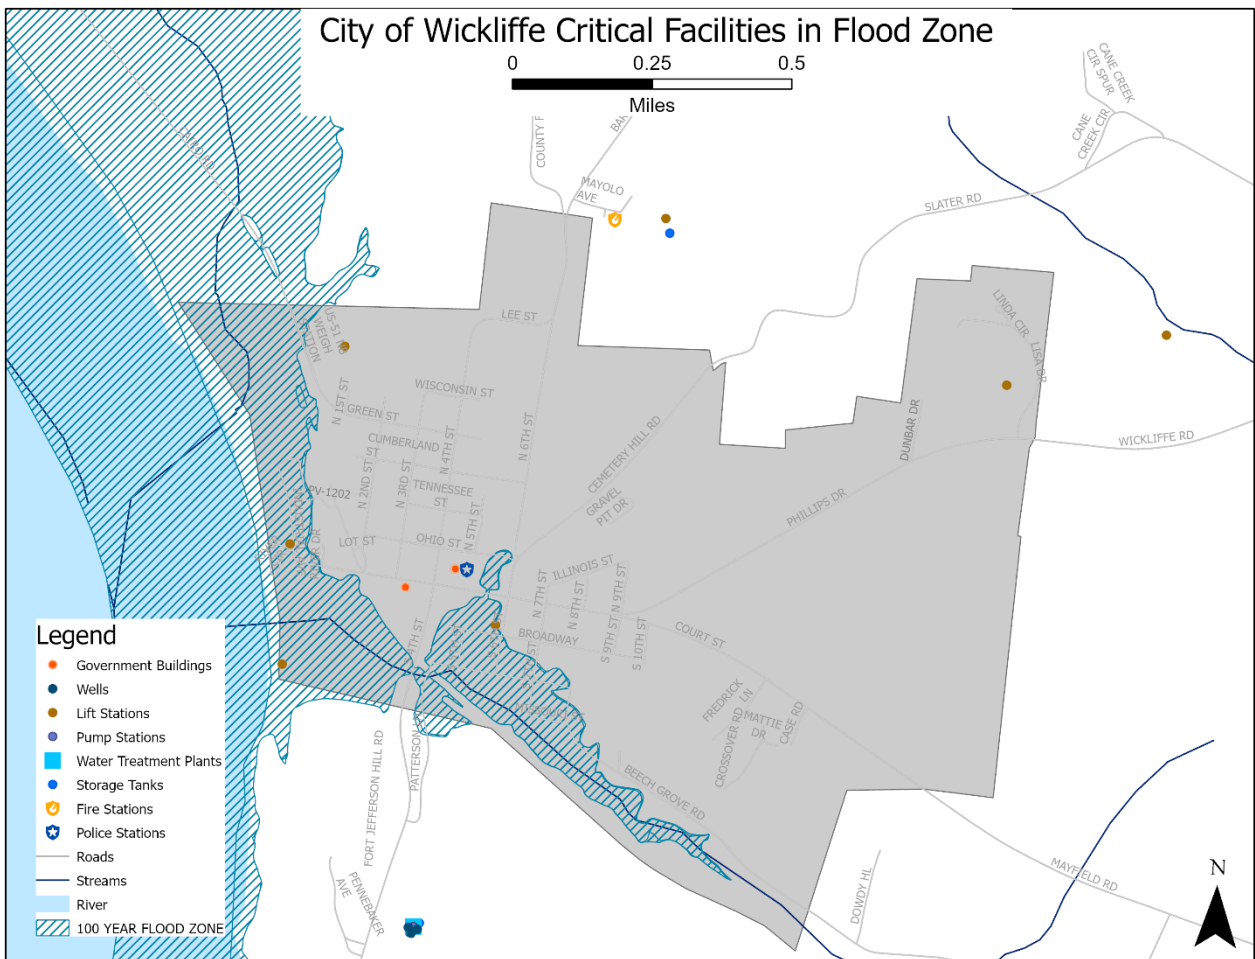 City of Wickliffe Critical Facilities in Flood Zone
0 0.25 0.5
Miles
CANE CREEK
CIR SPUR
CANE
CREEK CIR
COUNTY
MAYOLO
AVE
SLATER RD
LINDA CIR
LISA DR
US-51 NB
WEIGH
STATION
LEE ST
WISCONSIN ST
N 1ST ST
GREEN ST
CUMBERLAND
ST
N 4TH ST
N 6TH ST
CEMETERY HILL RD
DUNBAR DR
WICKLIFFE RD
N 2ND ST
N 3RD ST
TENNESSEE
ST
PV-1202
GRAVEL
PIT DR
PHILLIPS DR
N 5TH ST
LOT ST
OHIO ST
ILLINOIS ST
N 7TH ST
N 8TH ST
N 9TH ST
BROADWAY
S 9TH ST
S 10TH ST
COURT ST
FREDRICK
LN
MATTIE
DR
CASE RD
CROSSOVER RD
BEECH GROVE RD
FORT JEFFERSON HILL RD
MAYFIELD RD
DOWDY HL
PENNEBAKER
AVE
N
Legend
Government Buildings
Wells
Lift Stations
Pump Stations
Water Treatment Plants
Storage Tanks
Fire Stations
Police Stations
Roads
Streams
River
100 YEAR FLOOD ZONE